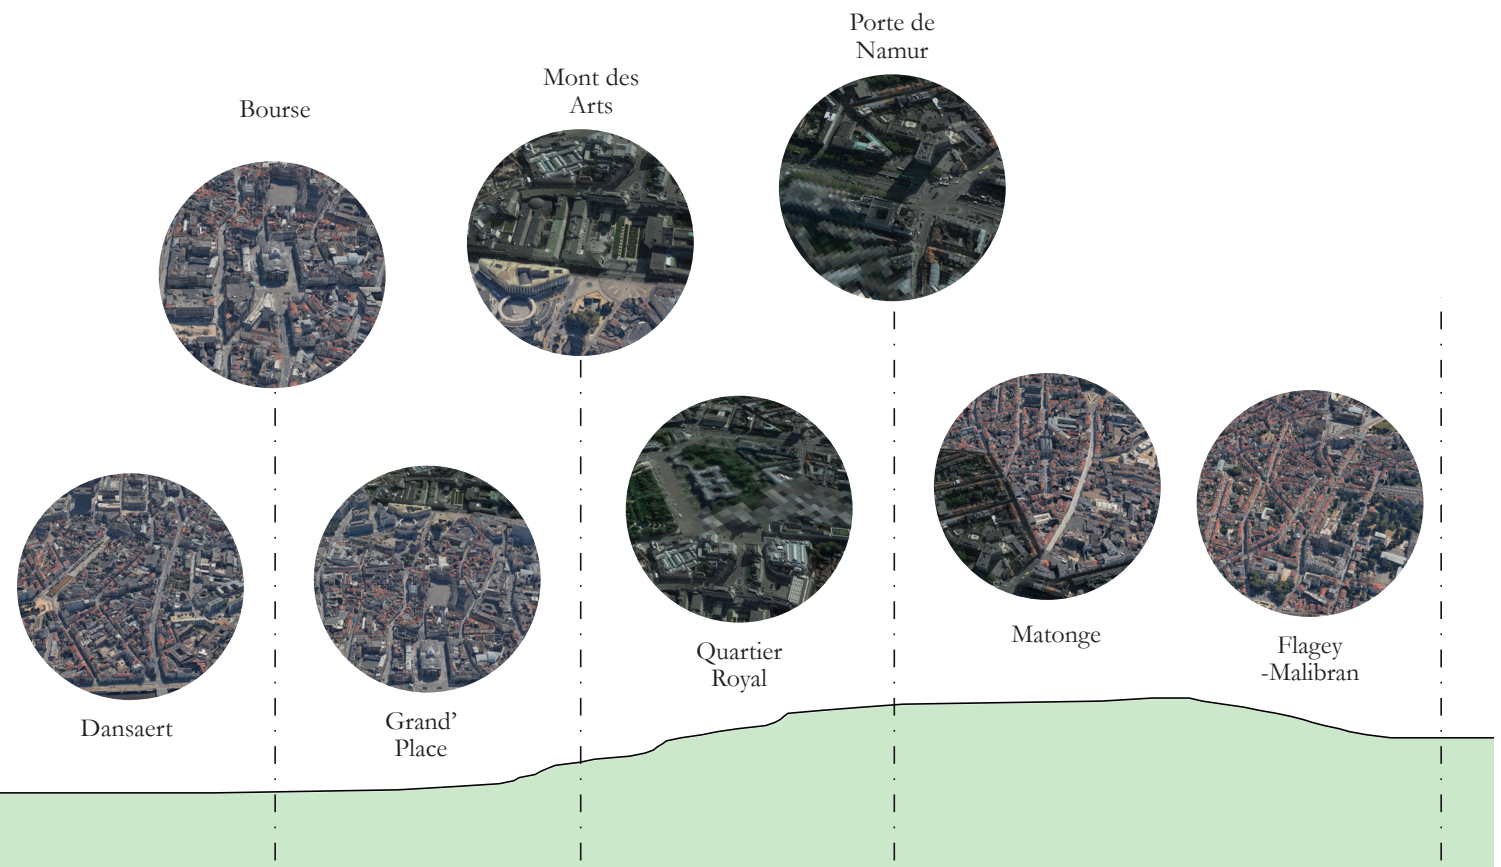 Porte de
Namur
Mont des
Arts
Bourse
Quartier
Royal
Matonge
Flagey
-Malibran
Dansaert
Grand’
Place